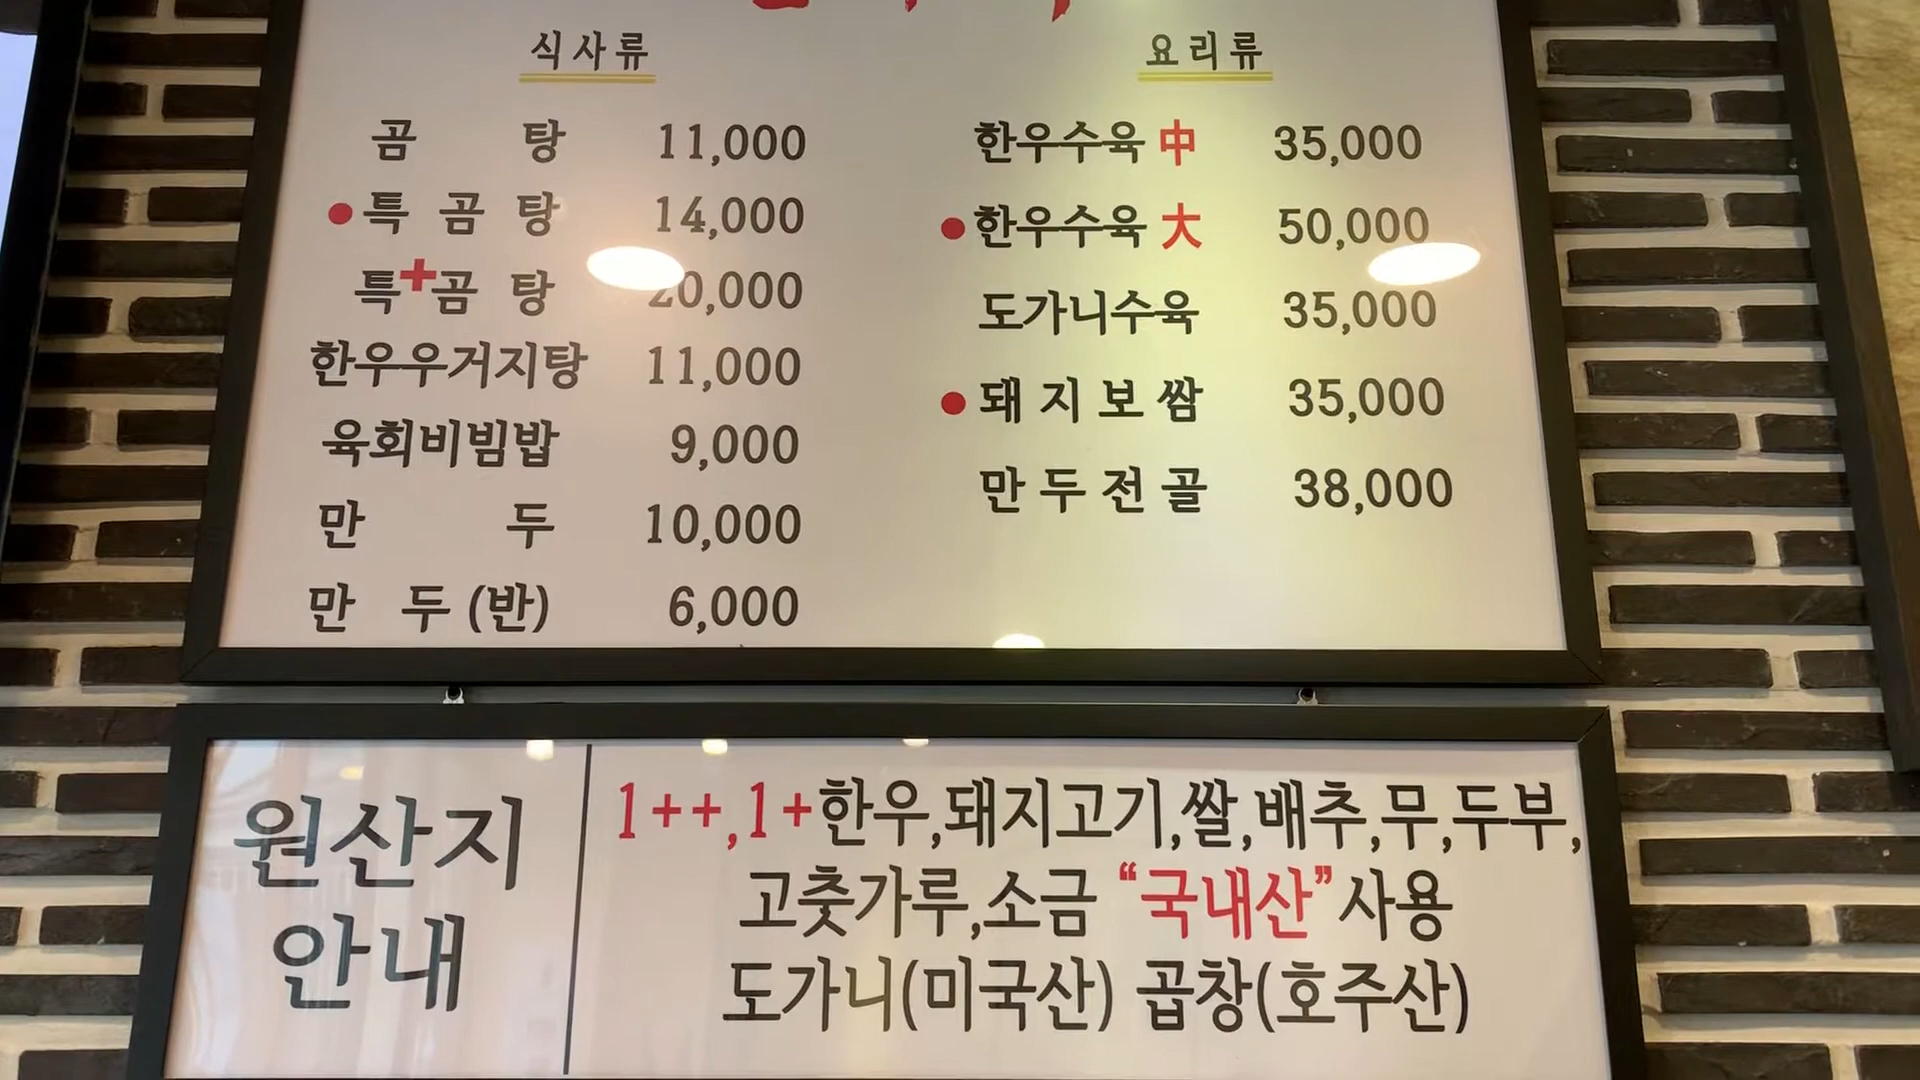 식사류
곰 탕 11,000
● 특 곰 탕 14,000
특+곰 탕 20,000
한우우거지탕 11,000
육회비빔밥 9,000
만 두 10,000
만 두 (반) 6,000
요리류
한우수육 中 35,000
● 한우수육 大 50,000
도가니수육 35,000
● 돼지보쌈 35,000
만두전골 38,000
원산지
안내
1++,1+한우,돼지고기,쌀,배추,무,두부,
고춧가루,소금 “국내산”사용
도가니(미국산) 곱창(호주산)